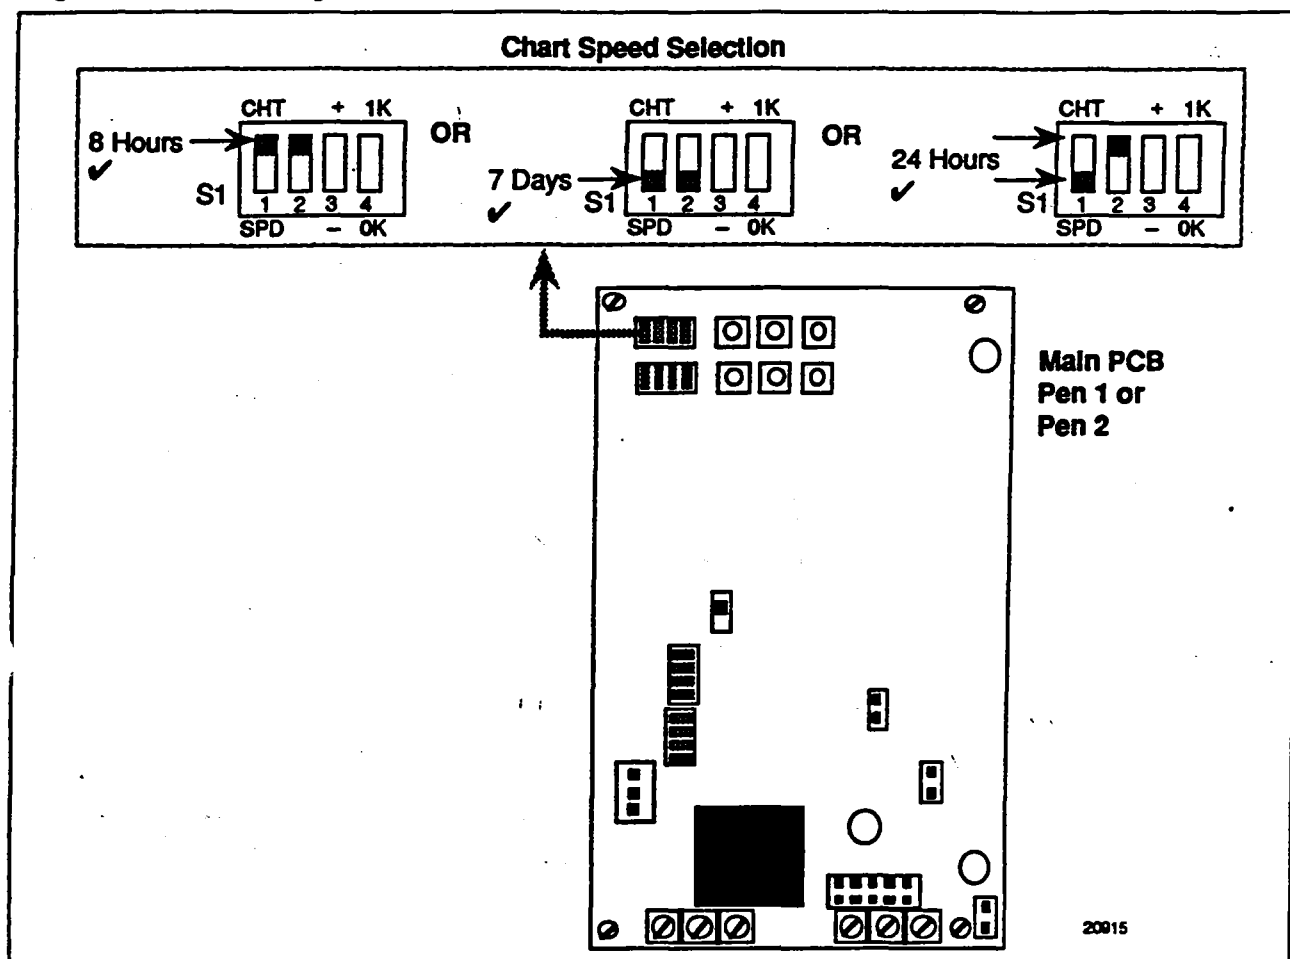 Chart Speed Selection
CHT + 1K
8 Hours
✔
S1
1 2 3 4
SPD – 0K
OR
CHT + 1K
7 Days
✔
S1
1 2 3 4
SPD – 0K
OR
CHT + 1K
24 Hours
✔
S1
1 2 3 4
SPD – 0K
Main PCB
Pen 1 or
Pen 2
20915